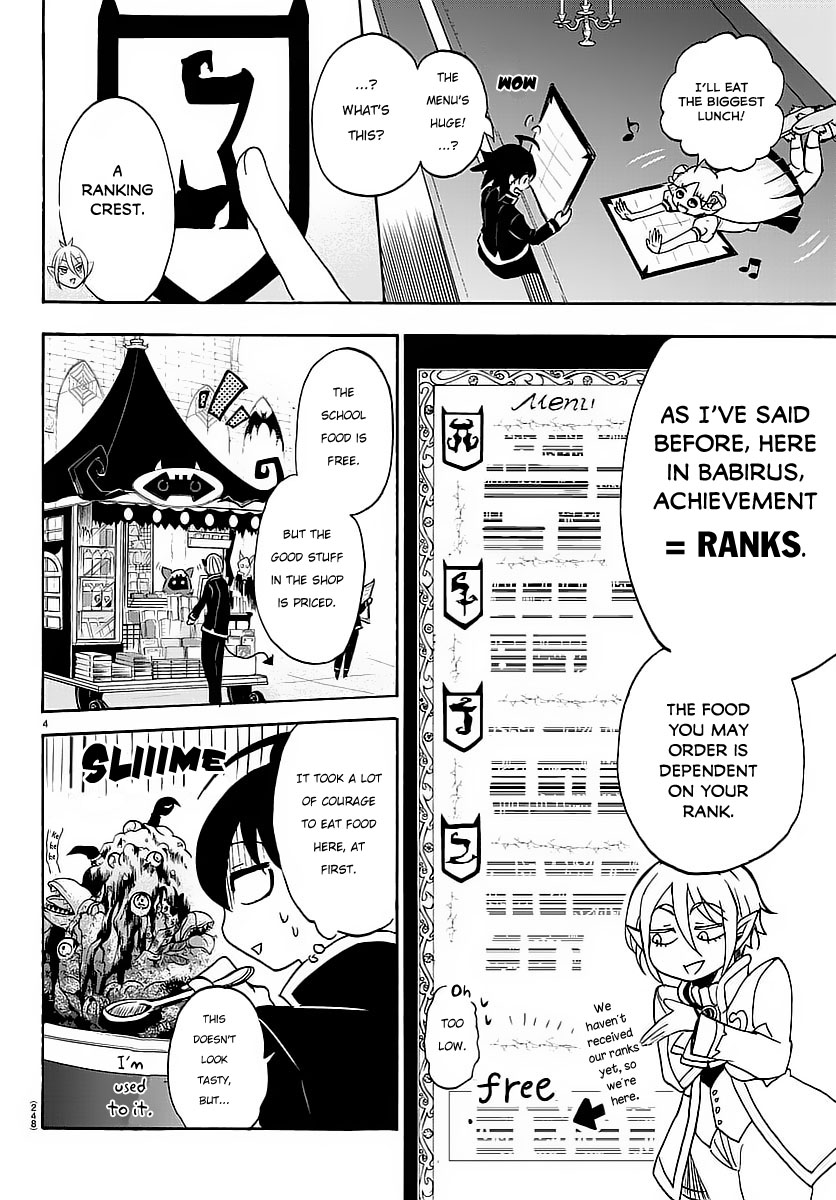 I'LL EAT
THE BIGGEST
LUNCH!
WOW
THE
MENU'S
HUGE!
...?
...?
WHAT'S
THIS?
A
RANKING
CREST.
Menu
AS I'VE SAID
BEFORE, HERE
IN BABIRUS,
ACHIEVEMENT
= RANKS.
THE FOOD
YOU MAY
ORDER IS
DEPENDENT
ON YOUR
RANK.
We
haven't
received
our ranks
yet, so
we're
here.
Oh
TOO
LOW.
free
THE
SCHOOL
FOOD IS
FREE.
BUT THE
GOOD STUFF
IN THE SHOP
IS PRICED.
4
SLIIIME
IT TOOK A LOT
OF COURAGE
TO EAT FOOD
HERE, AT
FIRST.
Ke
ke
ke
THIS
DOESN'T
LOOK
TASTY,
BUT...
I'm
used
to it.
(248)